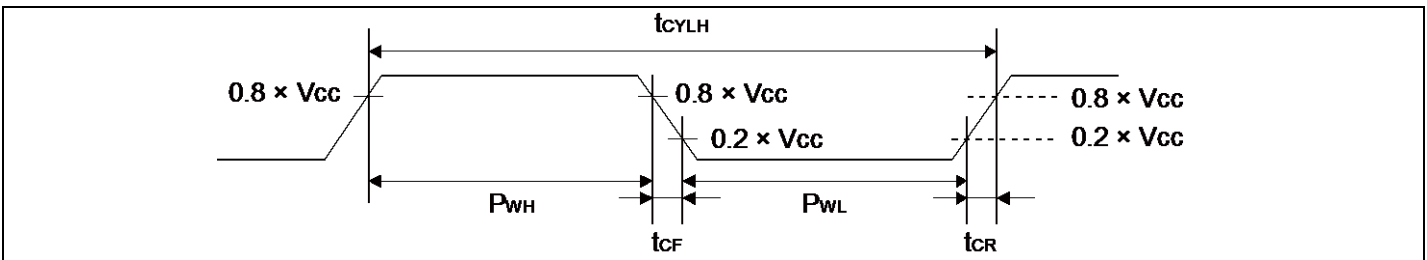 tCYLH
0.8 × Vcc
0.8 × Vcc
0.8 × Vcc
0.2 × Vcc
0.2 × Vcc
PWH
PWL
tCF
tCR